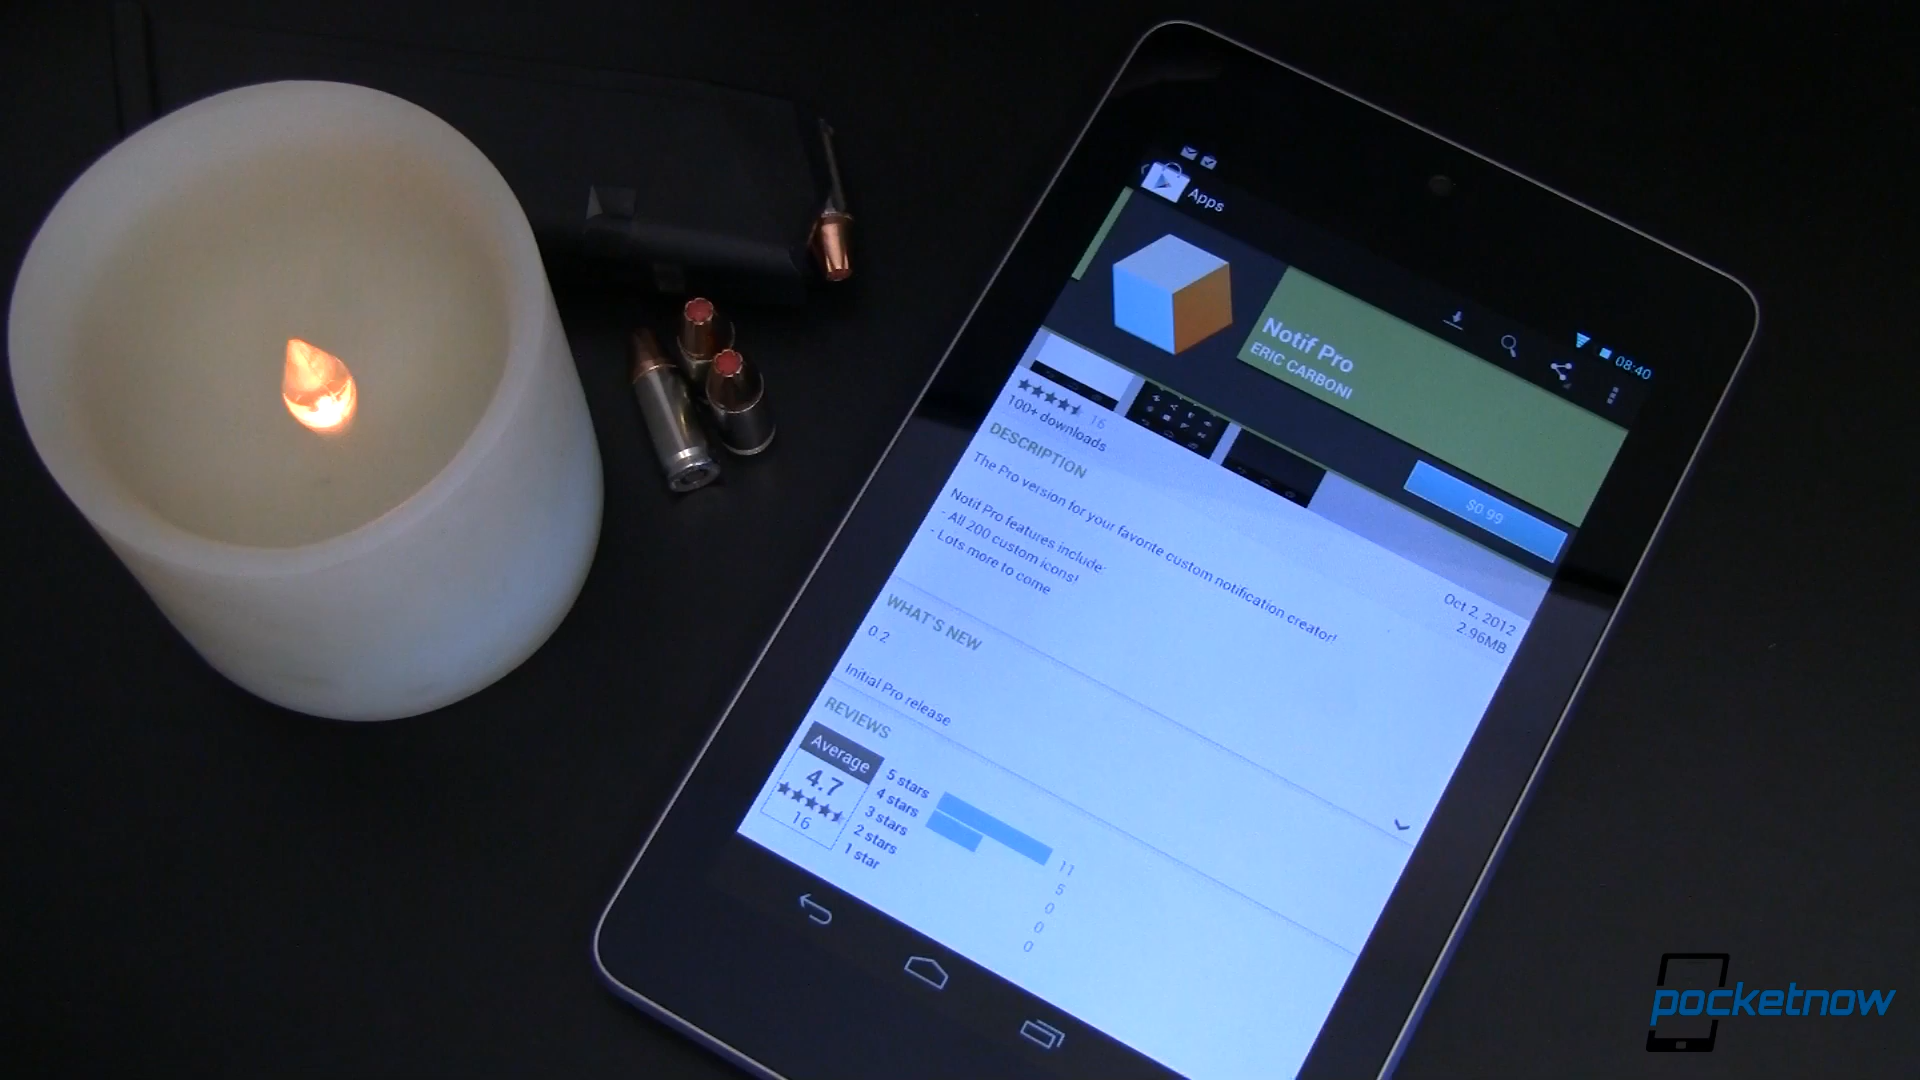 Apps
08:40
Notif Pro
ERIC CARBONI
$0.99
16
100+ downloads
Oct 2, 2012
2.96MB
DESCRIPTION
The Pro version for your favorite custom notification creator!
Notif Pro features include:
- All 200 custom icons!
- Lots more to come
WHAT'S NEW
0.2
Initial Pro release
REVIEWS
Average
4.7
16
5 stars 11
4 stars 5
3 stars 0
2 stars 0
1 star 0
pocketnow